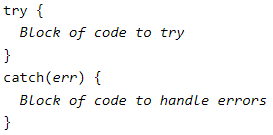 try {
  Block of code to try
}
catch(err) {
  Block of code to handle errors
}